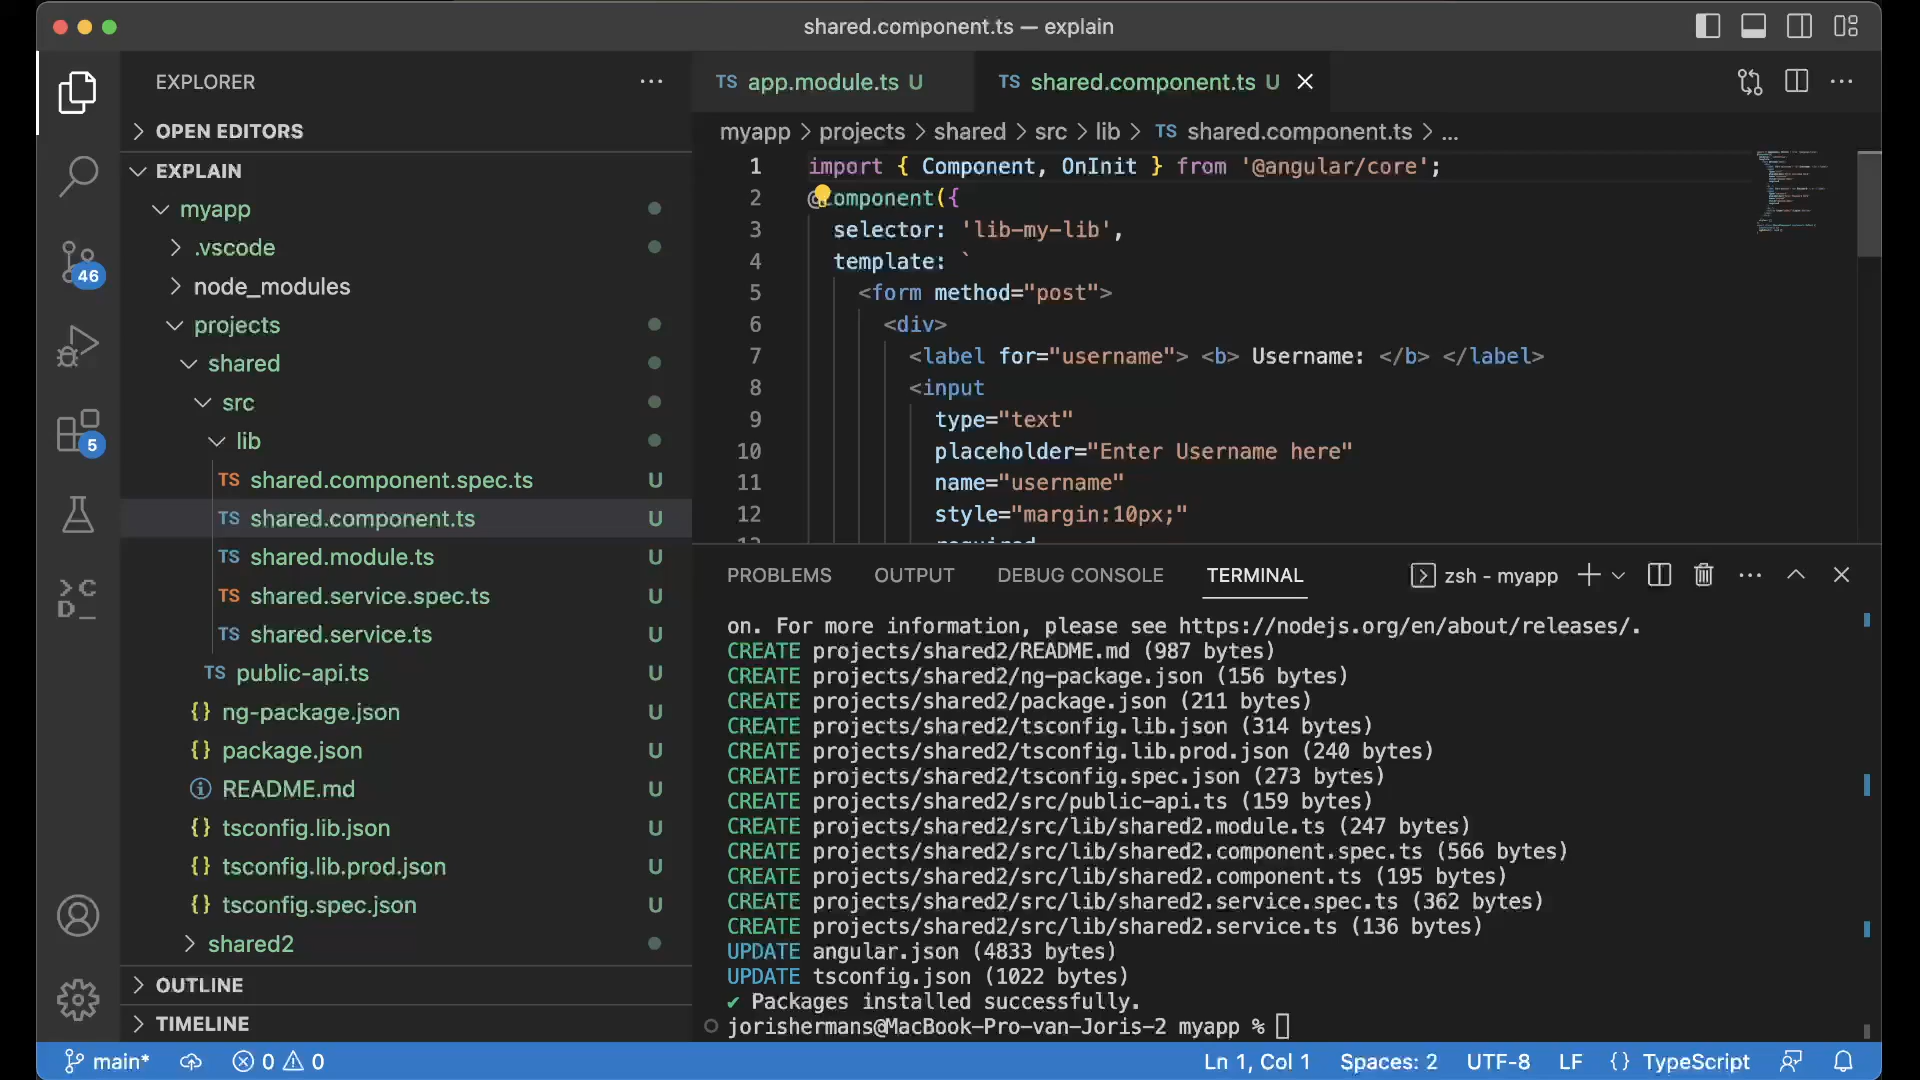 shared.component.ts — explain
EXPLORER
OPEN EDITORS
EXPLAIN
myapp
.vscode
node_modules
projects
shared
src
lib
TS shared.component.spec.ts U
TS shared.component.ts U
TS shared.module.ts U
TS shared.service.spec.ts U
TS shared.service.ts U
TS public-api.ts U
{} ng-package.json U
{} package.json U
README.md U
{} tsconfig.lib.json U
{} tsconfig.lib.prod.json U
{} tsconfig.spec.json U
shared2
OUTLINE
TIMELINE
46
5
TS app.module.ts U
TS shared.component.ts U
myapp > projects > shared > src > lib > TS shared.component.ts > ...
1 import { Component, OnInit } from '@angular/core';
2 @Component({
3 selector: 'lib-my-lib',
4 template: `
5 <form method="post">
6 <div>
7 <label for="username"> <b> Username: </b> </label>
8 <input
9 type="text"
10 placeholder="Enter Username here"
11 name="username"
12 style="margin:10px;"
13 required
PROBLEMS OUTPUT DEBUG CONSOLE TERMINAL zsh - myapp
on. For more information, please see https://nodejs.org/en/about/releases/.
CREATE projects/shared2/README.md (987 bytes)
CREATE projects/shared2/ng-package.json (156 bytes)
CREATE projects/shared2/package.json (211 bytes)
CREATE projects/shared2/tsconfig.lib.json (314 bytes)
CREATE projects/shared2/tsconfig.lib.prod.json (240 bytes)
CREATE projects/shared2/tsconfig.spec.json (273 bytes)
CREATE projects/shared2/src/public-api.ts (159 bytes)
CREATE projects/shared2/src/lib/shared2.module.ts (247 bytes)
CREATE projects/shared2/src/lib/shared2.component.spec.ts (566 bytes)
CREATE projects/shared2/src/lib/shared2.component.ts (195 bytes)
CREATE projects/shared2/src/lib/shared2.service.spec.ts (362 bytes)
CREATE projects/shared2/src/lib/shared2.service.ts (136 bytes)
UPDATE angular.json (4833 bytes)
UPDATE tsconfig.json (1022 bytes)
✔ Packages installed successfully.
jorishermans@MacBook-Pro-van-Joris-2 myapp %
main* 0 0 Ln 1, Col 1 Spaces: 2 UTF-8 LF {} TypeScript